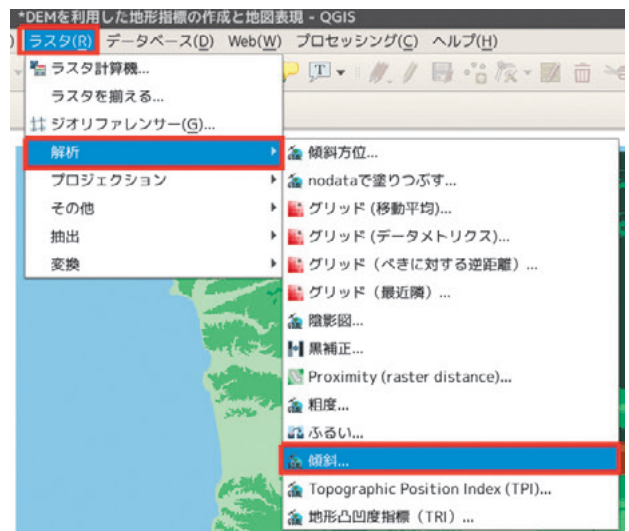 *DEMを利用した地形指標の作成と地図表現 - QGIS
) ラスタ(R) データベース(D) Web(W) プロセッシング(C) ヘルプ(H)
ラスタ計算機...
ラスタを揃える...
ジオリファレンサー(G)...
解析
プロジェクション
その他
抽出
変換
傾斜方位...
nodataで塗りつぶす...
グリッド (移動平均)...
グリッド (データメトリクス)...
グリッド（べきに対する逆距離）...
グリッド（最近隣）...
陰影図...
黒補正...
Proximity (raster distance)...
粗度...
ふるい...
傾斜...
Topographic Position Index (TPI)...
地形凸凹度指標（TRI）...